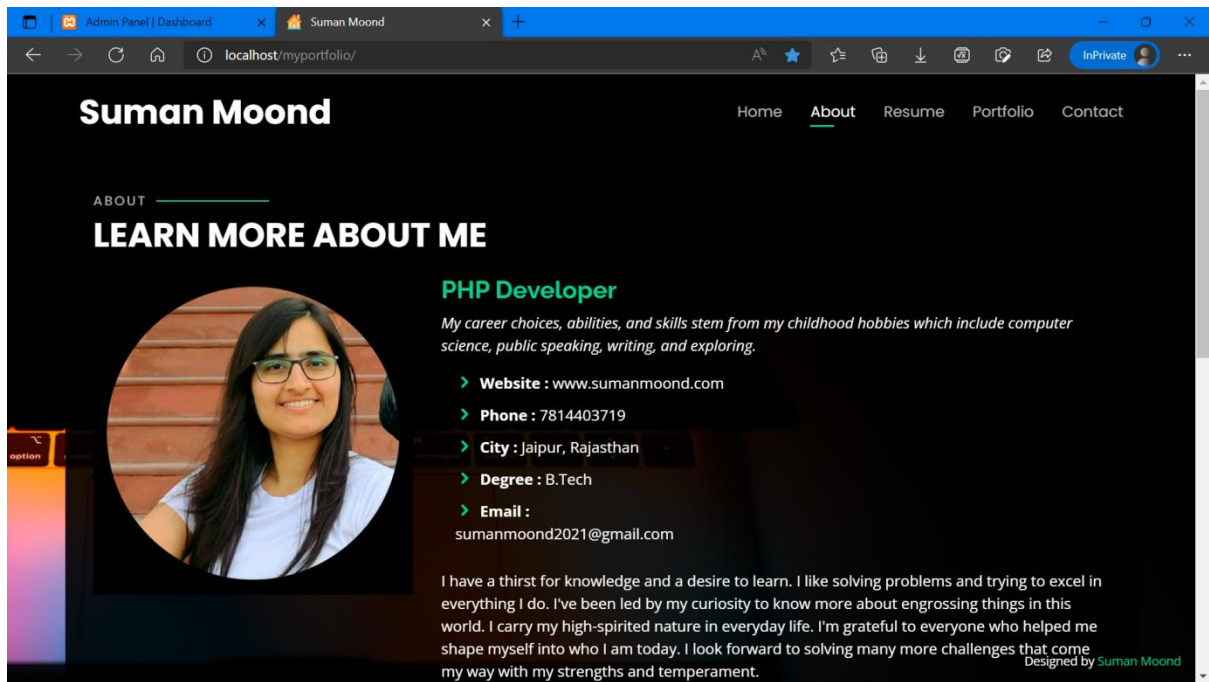 Admin Panel | Dashboard
Suman Moond
localhost/myportfolio/
InPrivate
Suman Moond
Home About Resume Portfolio Contact
ABOUT
LEARN MORE ABOUT ME
PHP Developer
My career choices, abilities, and skills stem from my childhood hobbies which include computer
science, public speaking, writing, and exploring.
Website : www.sumanmoond.com
Phone : 7814403719
City : Jaipur, Rajasthan
Degree : B.Tech
Email :
sumanmoond2021@gmail.com
option
I have a thirst for knowledge and a desire to learn. I like solving problems and trying to excel in
everything I do. I've been led by my curiosity to know more about engrossing things in this
world. I carry my high-spirited nature in everyday life. I'm grateful to everyone who helped me
shape myself into who I am today. I look forward to solving many more challenges that come
my way with my strengths and temperament.
Designed by Suman Moond